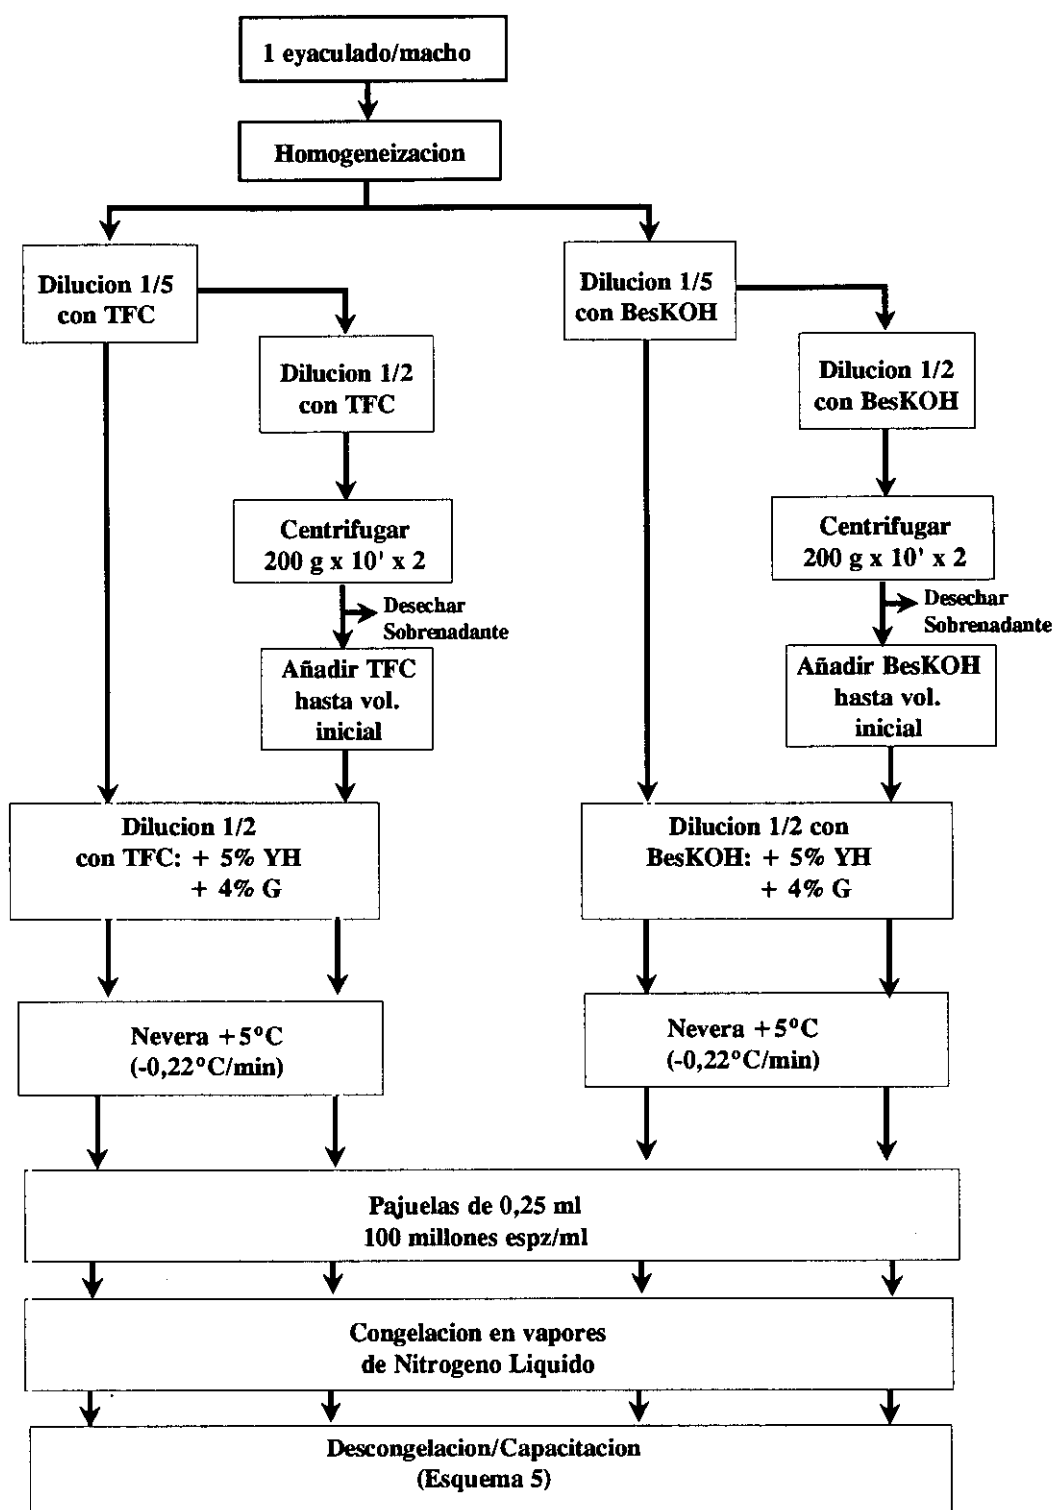 1 eyaculado/macho
Homogeneizacion
Dilucion 1/5
con TFC
Dilucion 1/2
con TFC
Centrifugar
200 g x 10' x 2
Desechar
Sobrenadante
Añadir TFC
hasta vol.
inicial
Dilucion 1/2
con TFC: + 5% YH
+ 4% G
Nevera +5ºC
(-0,22ºC/min)
Dilucion 1/5
con BesKOH
Dilucion 1/2
con BesKOH
Centrifugar
200 g x 10' x 2
Desechar
Sobrenadante
Añadir BesKOH
hasta vol.
inicial
Dilucion 1/2 con
BesKOH: + 5% YH
+ 4% G
Nevera +5ºC
(-0,22ºC/min)
Pajuelas de 0,25 ml
100 millones espz/ml
Congelacion en vapores
de Nitrogeno Liquido
Descongelacion/Capacitacion
(Esquema 5)